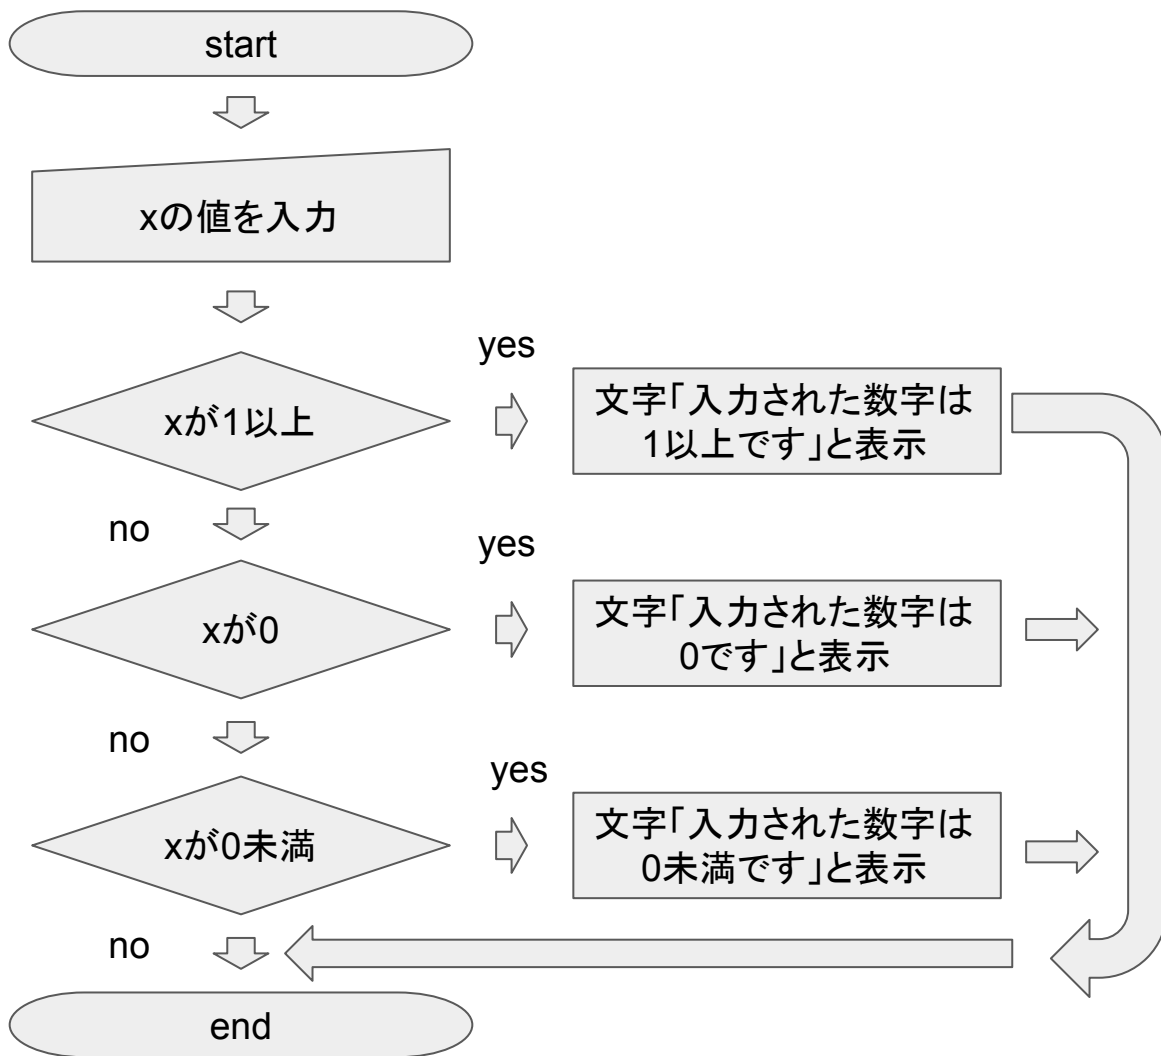 start
xの値を入力
yes
xが1以上
文字「入力された数字は
1以上です」と表示
no
yes
xが0
文字「入力された数字は
0です」と表示
no
yes
xが0未満
文字「入力された数字は
0未満です」と表示
no
end